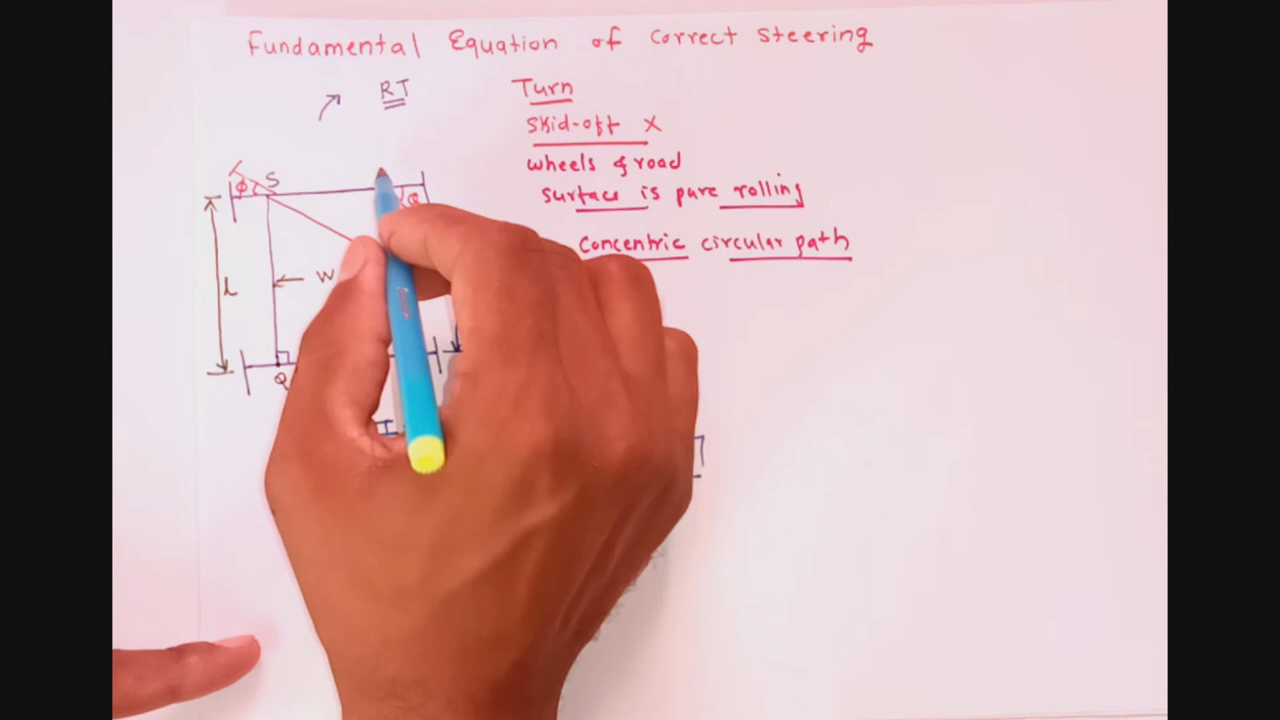 Fundamental Equation of correct steering
RT
Turn
Skid-off X
wheels & road
surface is pure rolling
concentric circular path
S
ϕ
θ
l
W
Q
I